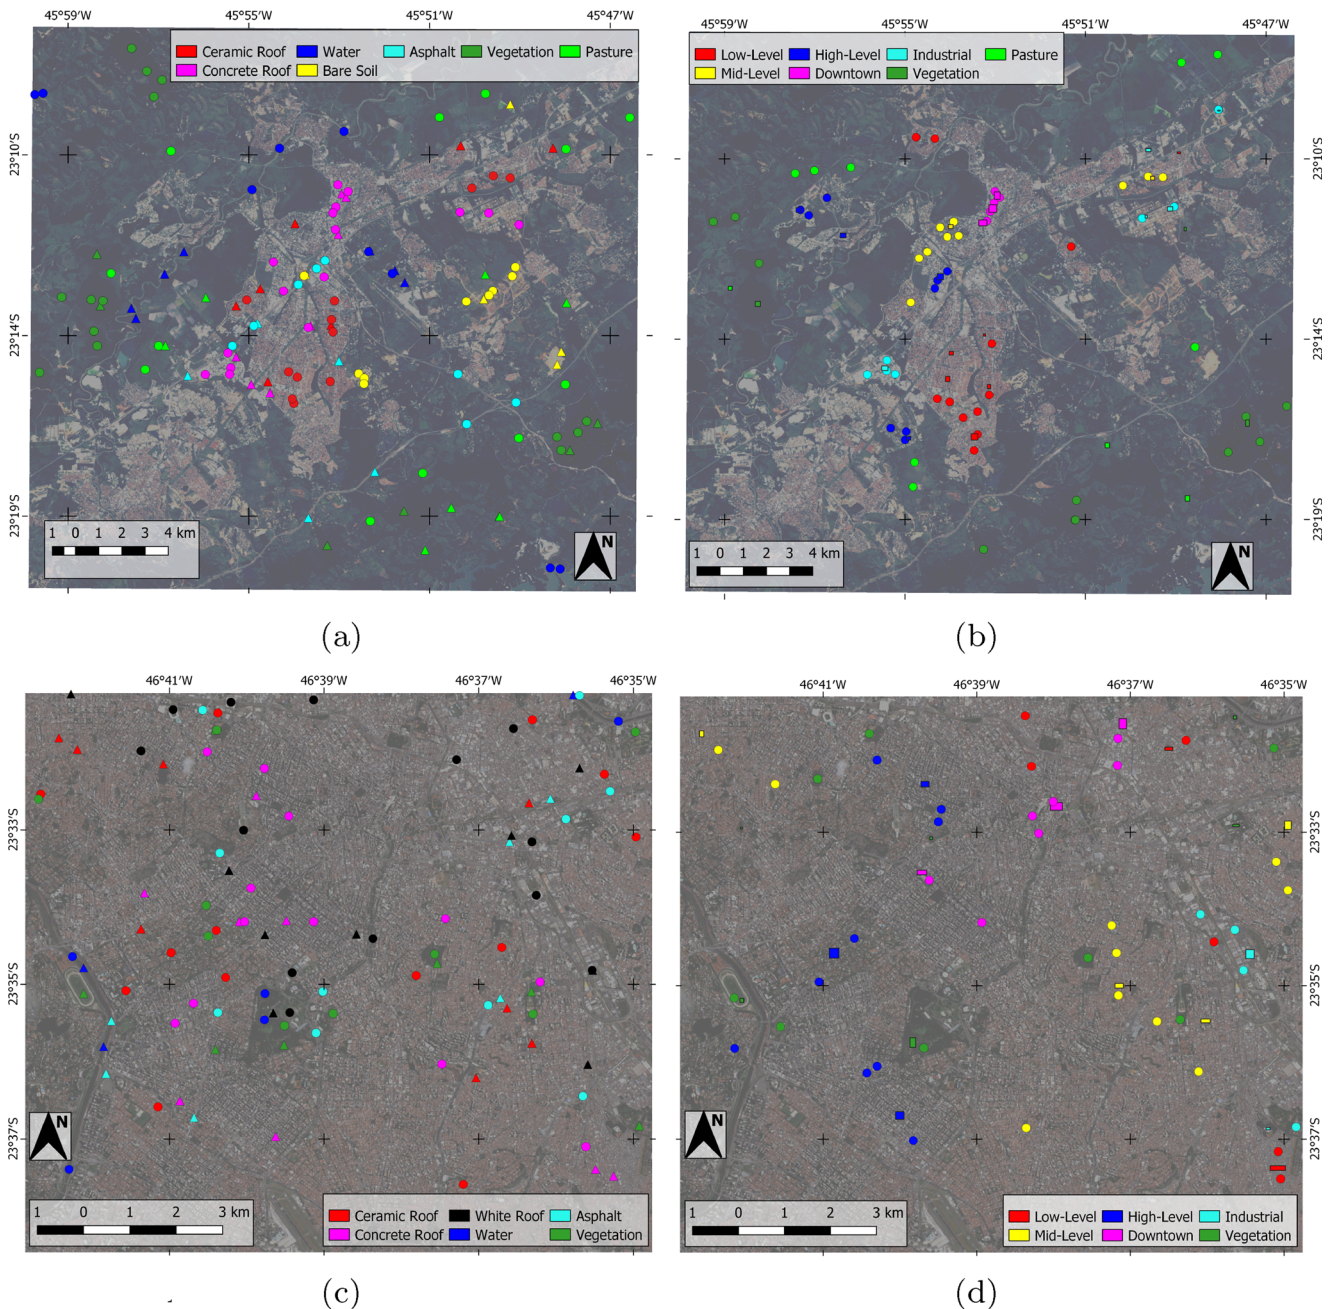 45°59'W 45°55'W 45°51'W 45°47'W
Ceramic Roof Water Asphalt Vegetation Pasture
Concrete Roof Bare Soil
23°10'S
23°14'S
23°19'S
1 0 1 2 3 4 km
N
(a)
45°59'W 45°55'W 45°51'W 45°47'W
Low-Level High-Level Industrial Pasture
Mid-Level Downtown Vegetation
23°10'S
23°14'S
23°19'S
1 0 1 2 3 4 km
N
(b)
46°41'W 46°39'W 46°37'W 46°35'W
23°33'S
23°35'S
23°37'S
N
1 0 1 2 3 km
Ceramic Roof White Roof Asphalt
Concrete Roof Water Vegetation
(c)
46°41'W 46°39'W 46°37'W 46°35'W
23°33'S
23°35'S
23°37'S
N
1 0 1 2 3 km
Low-Level High-Level Industrial
Mid-Level Downtown Vegetation
(d)